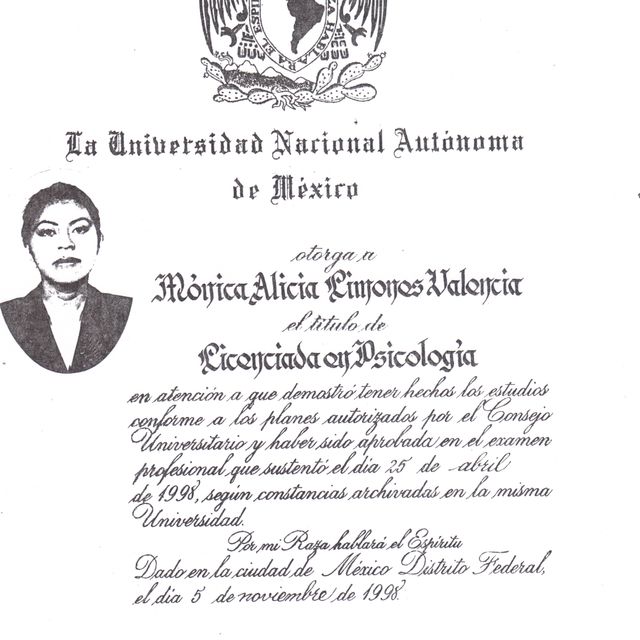 EL ESPIRI
A HABLARA
La Universidad Nacional Autónoma
de México
otorga a
Mónica Alicia Limones Valencia
el título de
Licenciada en Psicología
en atención a que demostró tener hechos los estudios
conforme a los planes autorizados por el Consejo
Universitario y haber sido aprobada en el examen
profesional que sustentó el día 25 de abril
de 1998, según constancias archivadas en la misma
Universidad.
Por mi Raza hablará el Espíritu
Dado en la ciudad de México Distrito Federal,
el día 5 de noviembre de 1998